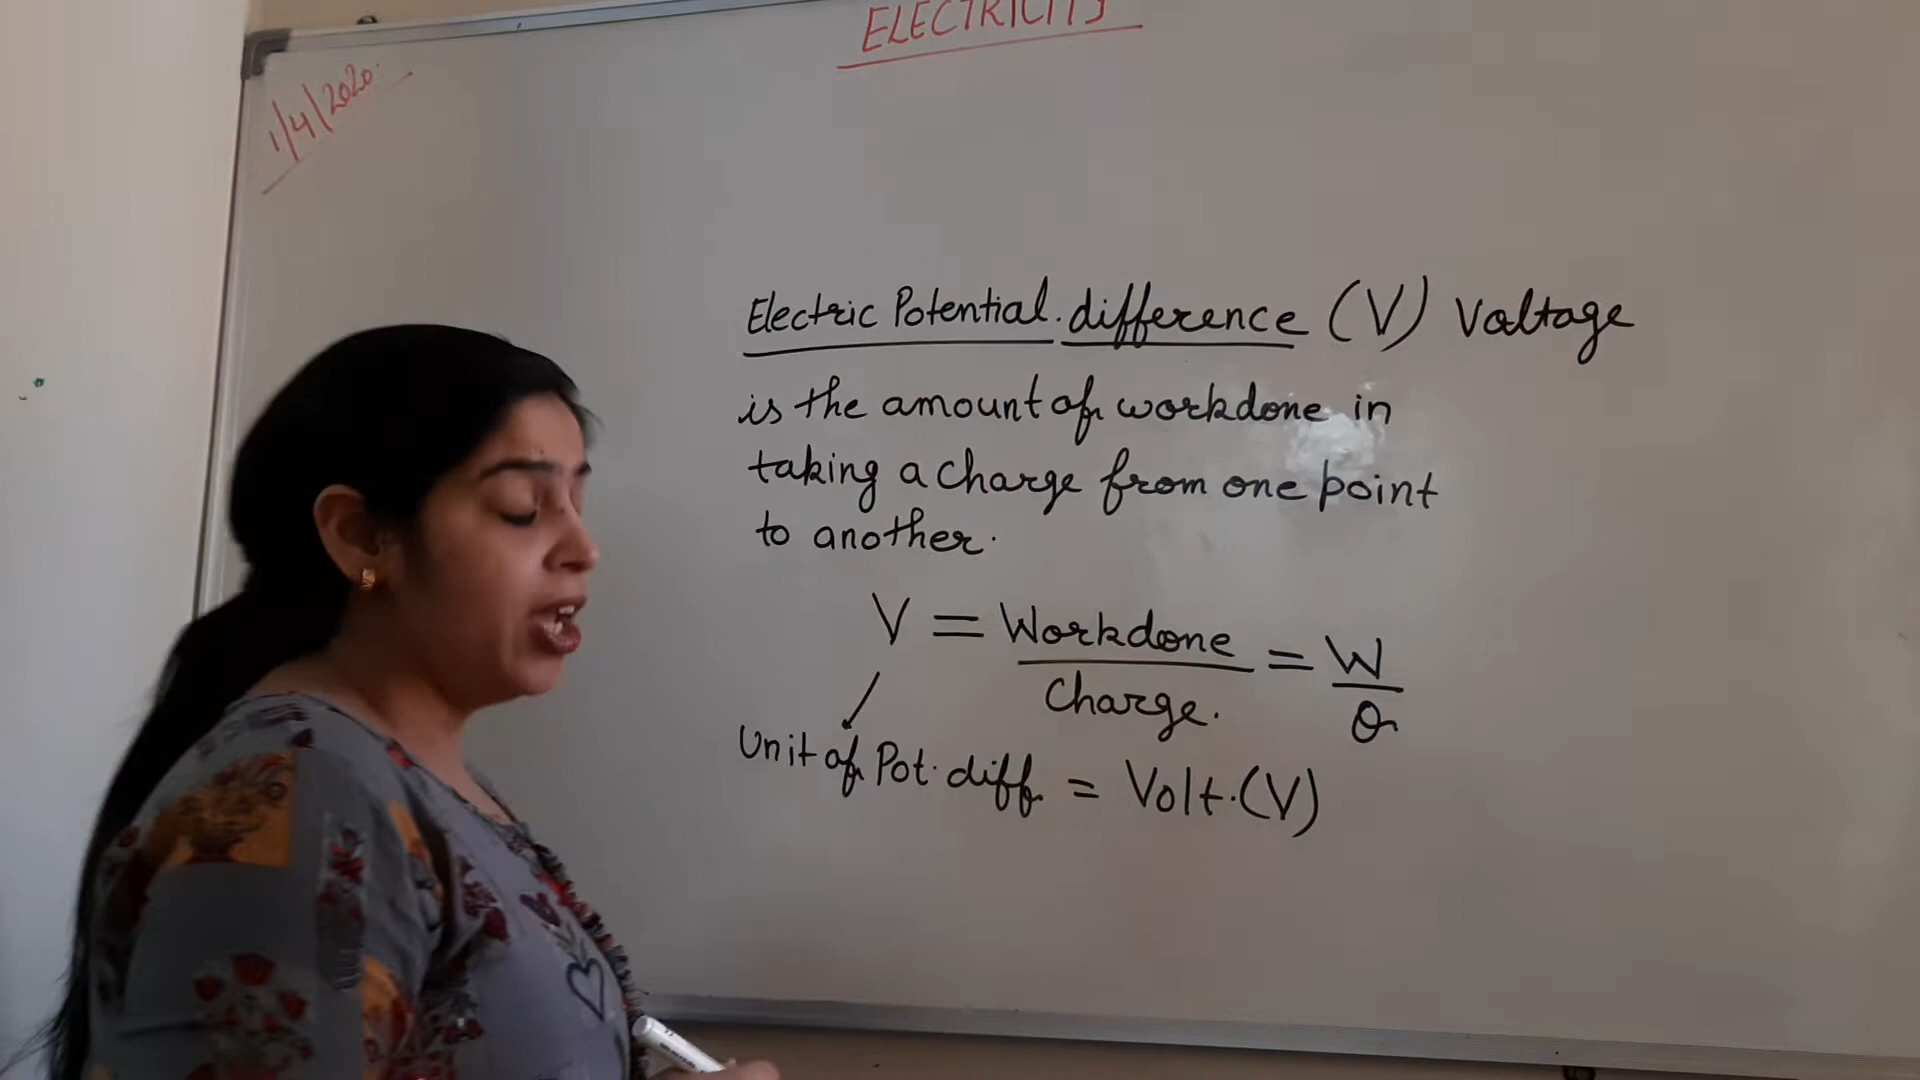 ELECTRICITY
1/4/2020.
Electric Potential. difference (V) Voltage
is the amount of workdone in
taking a charge from one point
to another.
V = Workdone / Charge. = W / Q
Unit of Pot. diff = Volt. (V)